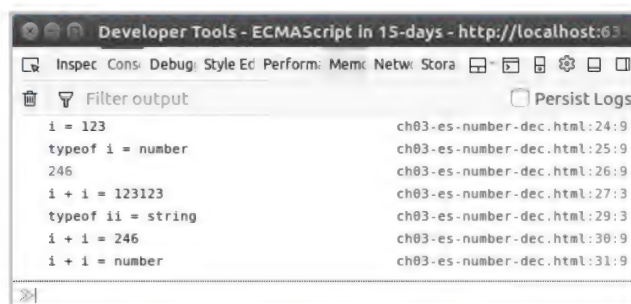 Developer Tools - ECMAScript in 15-days - http://localhost:63
Inspec Cons Debug Style Ed Perform Memo Netwo Stora
Filter output Persist Logs
i = 123 ch03-es-number-dec.html:24:9
typeof i = number ch03-es-number-dec.html:25:9
246 ch03-es-number-dec.html:26:9
i + i = 123123 ch03-es-number-dec.html:27:3
typeof ii = string ch03-es-number-dec.html:29:3
i + i = 246 ch03-es-number-dec.html:30:9
i + i = number ch03-es-number-dec.html:31:9